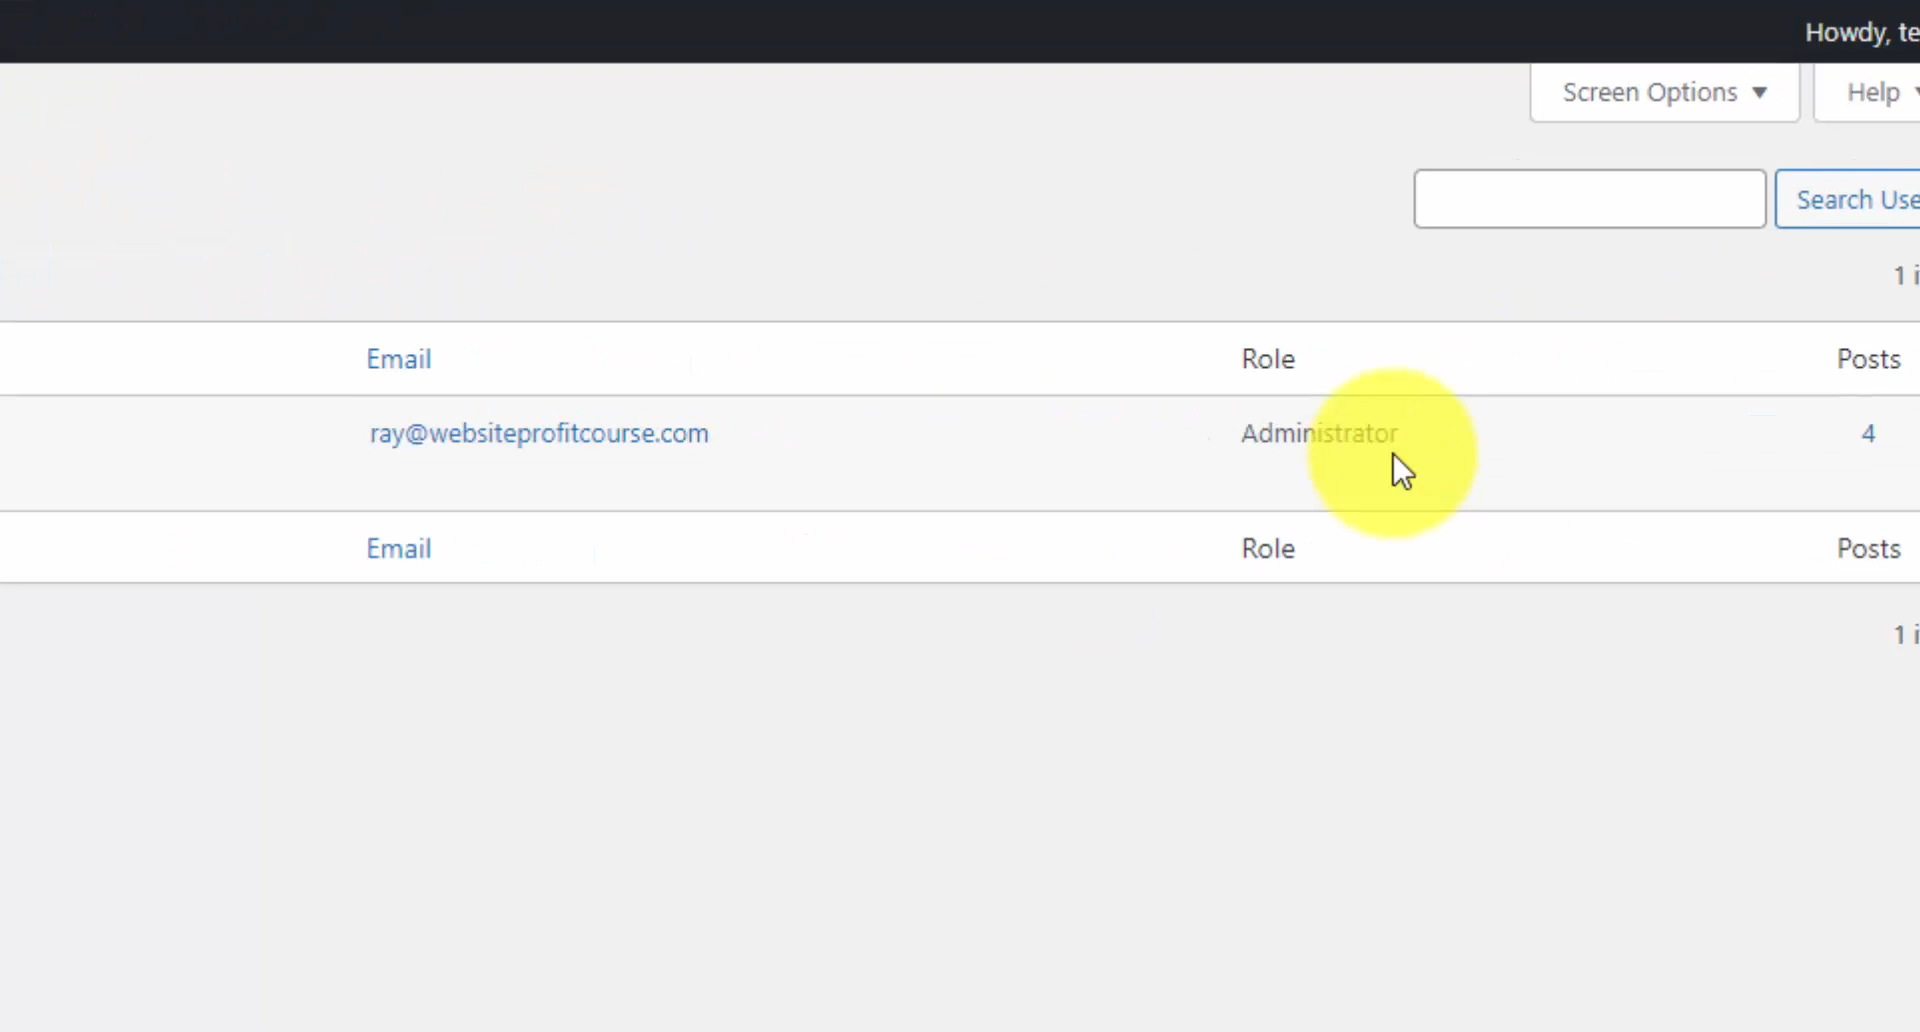 Howdy, te
Screen Options ▼ Help
Search Use
1 i
Email Role Posts
ray@websiteprofitcourse.com Administrator 4
Email Role Posts
1 i